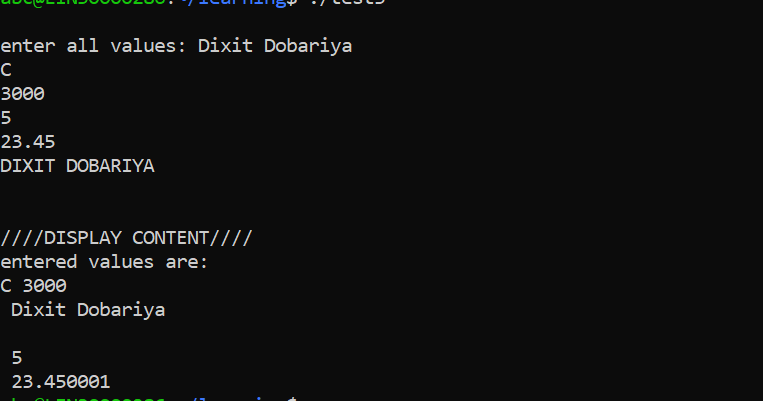 enter all values: Dixit Dobariya
C
3000
5
23.45
DIXIT DOBARIYA
////DISPLAY CONTENT////
entered values are:
C 3000
Dixit Dobariya
5
23.450001